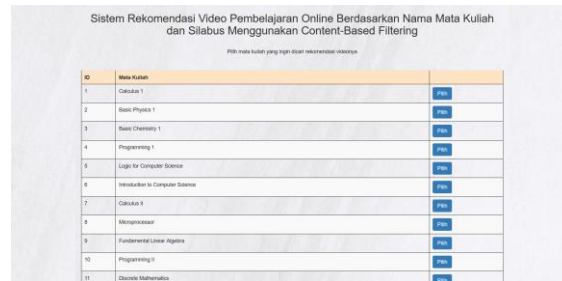 Sistem Rekomendasi Video Pembelajaran Online Berdasarkan Nama Mata Kuliah
dan Silabus Menggunakan Content-Based Filtering
Pilih mata kuliah yang ingin dicari rekomendasi videonya
ID Mata Kuliah
1 Calculus 1 Pilih
2 Basic Physics 1 Pilih
3 Basic Chemistry 1 Pilih
4 Programming 1 Pilih
5 Logic for Computer Science Pilih
6 Introduction to Computer Science Pilih
7 Calculus II Pilih
8 Microprocessor Pilih
9 Fundamental Linear Algebra Pilih
10 Programming II Pilih
11 Discrete Mathematics Pilih